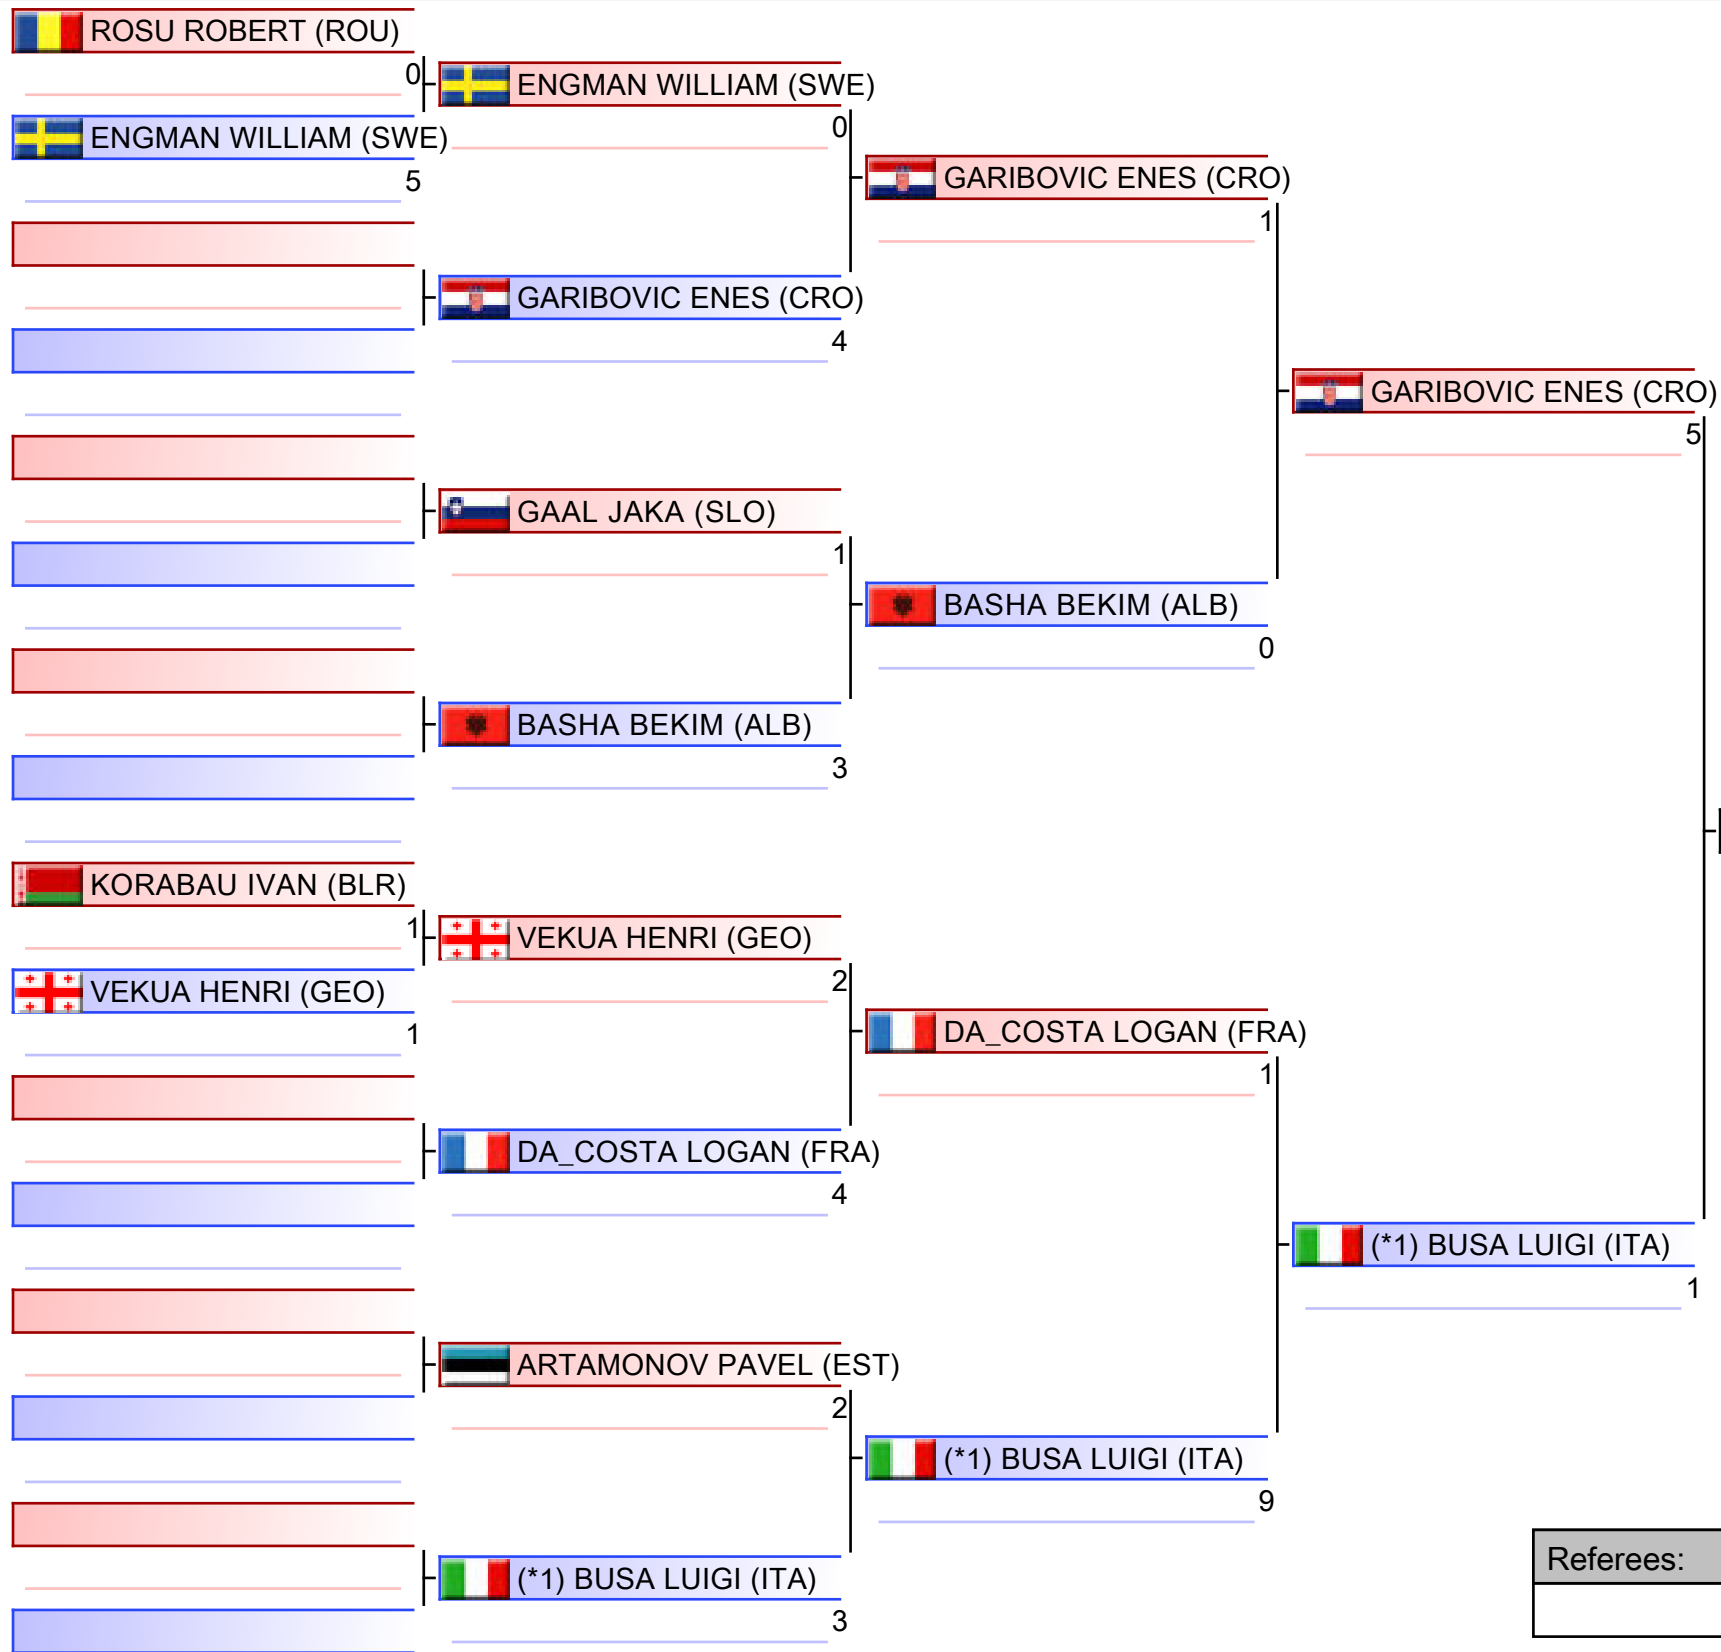 ROSU ROBERT (ROU)
0
ENGMAN WILLIAM (SWE)
5
KORABAU IVAN (BLR)
1
VEKUA HENRI (GEO)
1
ENGMAN WILLIAM (SWE)
0
GARIBOVIC ENES (CRO)
4
GAAL JAKA (SLO)
1
BASHA BEKIM (ALB)
3
VEKUA HENRI (GEO)
2
DA_COSTA LOGAN (FRA)
4
ARTAMONOV PAVEL (EST)
2
(*1) BUSA LUIGI (ITA)
3
GARIBOVIC ENES (CRO)
1
BASHA BEKIM (ALB)
0
DA_COSTA LOGAN (FRA)
1
(*1) BUSA LUIGI (ITA)
9
GARIBOVIC ENES (CRO)
5
(*1) BUSA LUIGI (ITA)
1
Referees: